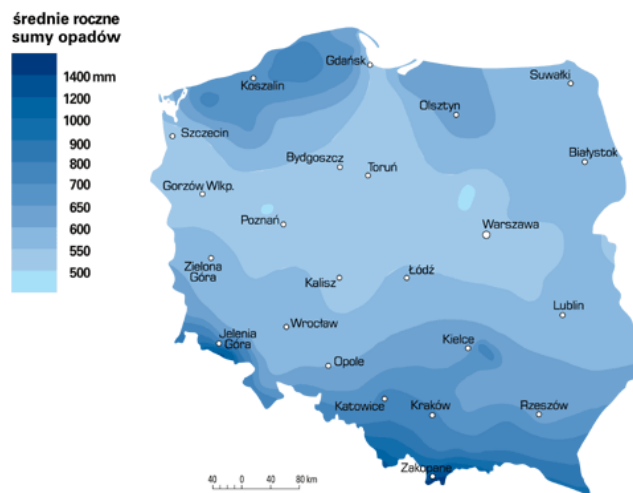 średnie roczne
sumy opadów
1400 mm
1200
1000
900
800
700
650
600
550
500
Gdańsk
Koszalin
Suwałki
Olsztyn
Szczecin
Białystok
Bydgoszcz
Toruń
Gorzów Wlkp.
Poznań
Warszawa
Zielona
Góra
Kalisz
Łódź
Lublin
Wrocław
Jelenia
Góra
Kielce
Opole
Katowice
Kraków
Rzeszów
Zakopane
40 0 40 80 km